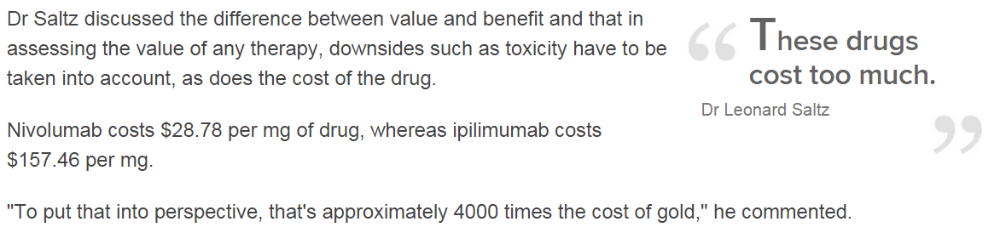 Dr Saltz discussed the difference between value and benefit and that in
assessing the value of any therapy, downsides such as toxicity have to be
taken into account, as does the cost of the drug.
Nivolumab costs $28.78 per mg of drug, whereas ipilimumab costs
$157.46 per mg.
"To put that into perspective, that's approximately 4000 times the cost of gold," he commented.
“These drugs
cost too much.
Dr Leonard Saltz
”